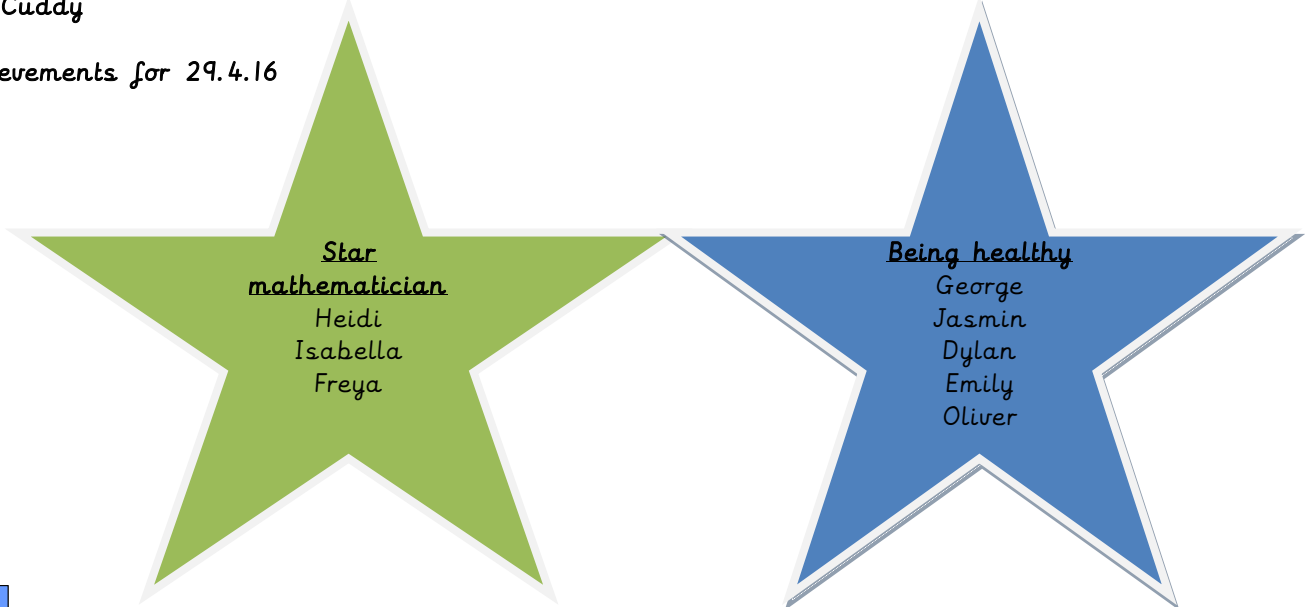 Cuddy
evements for 29.4.16
Star
mathematician
Heidi
Isabella
Freya
Being healthy
George
Jasmin
Dylan
Emily
Oliver